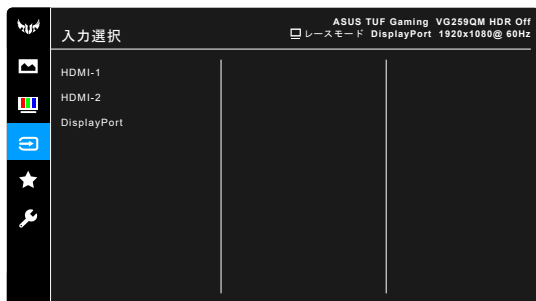 ASUS TUF Gaming VG259QM HDR Off
入力選択
レースモード DisplayPort 1920x1080@ 60Hz
HDMI-1
HDMI-2
DisplayPort